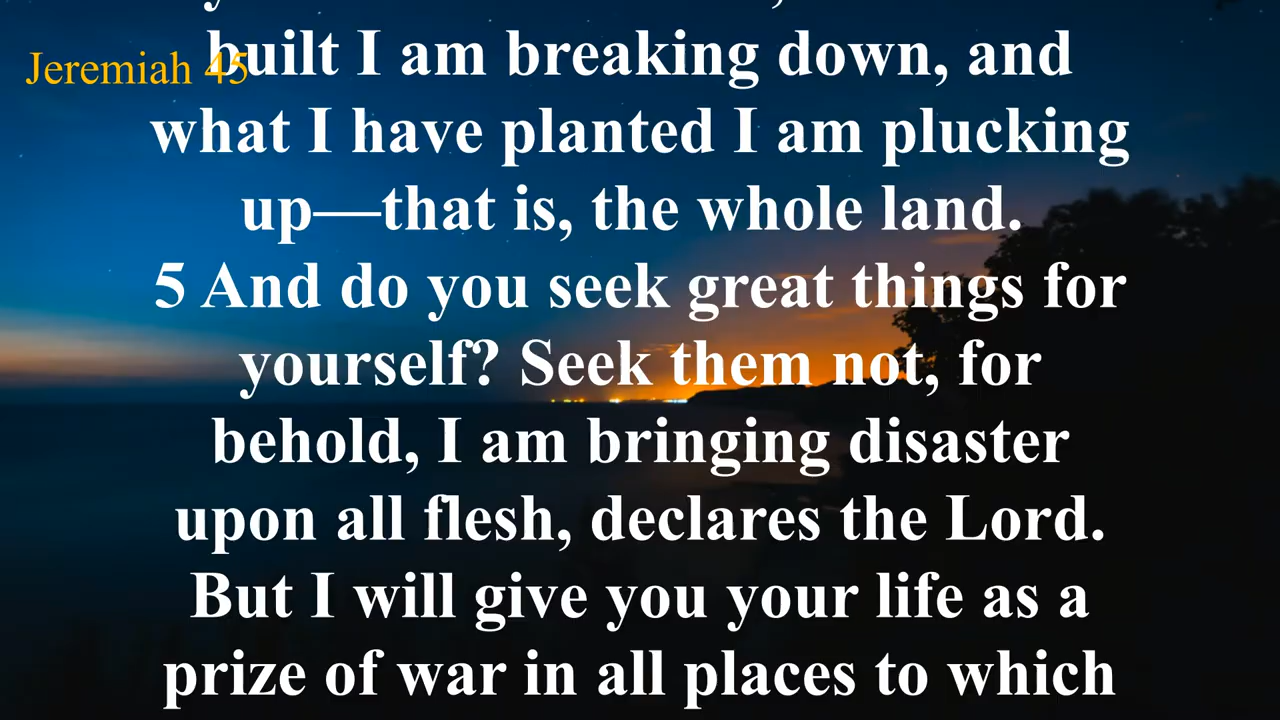 Jeremiah 45
built I am breaking down, and
what I have planted I am plucking
up—that is, the whole land.
5 And do you seek great things for
yourself? Seek them not, for
behold, I am bringing disaster
upon all flesh, declares the Lord.
But I will give you your life as a
prize of war in all places to which